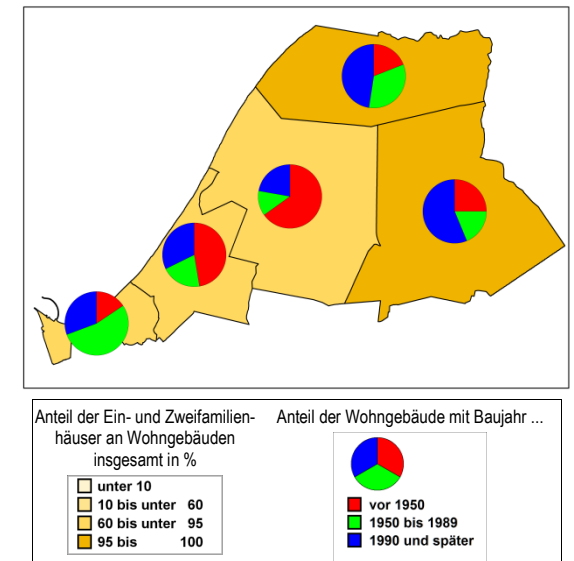 Anteil der Ein- und Zweifamilien-
häuser an Wohngebäuden
insgesamt in %
unter 10
10 bis unter 60
60 bis unter 95
95 bis 100
Anteil der Wohngebäude mit Baujahr ...
vor 1950
1950 bis 1989
1990 und später